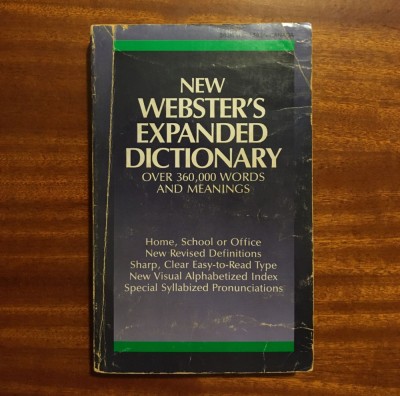 NEW
WEBSTER'S
EXPANDED
DICTIONARY
OVER 360,000 WORDS
AND MEANINGS
Home, School or Office
New Revised Definitions
Sharp, Clear Easy-to-Read Type
New Visual Alphabetized Index
Special Syllabized Pronunciations